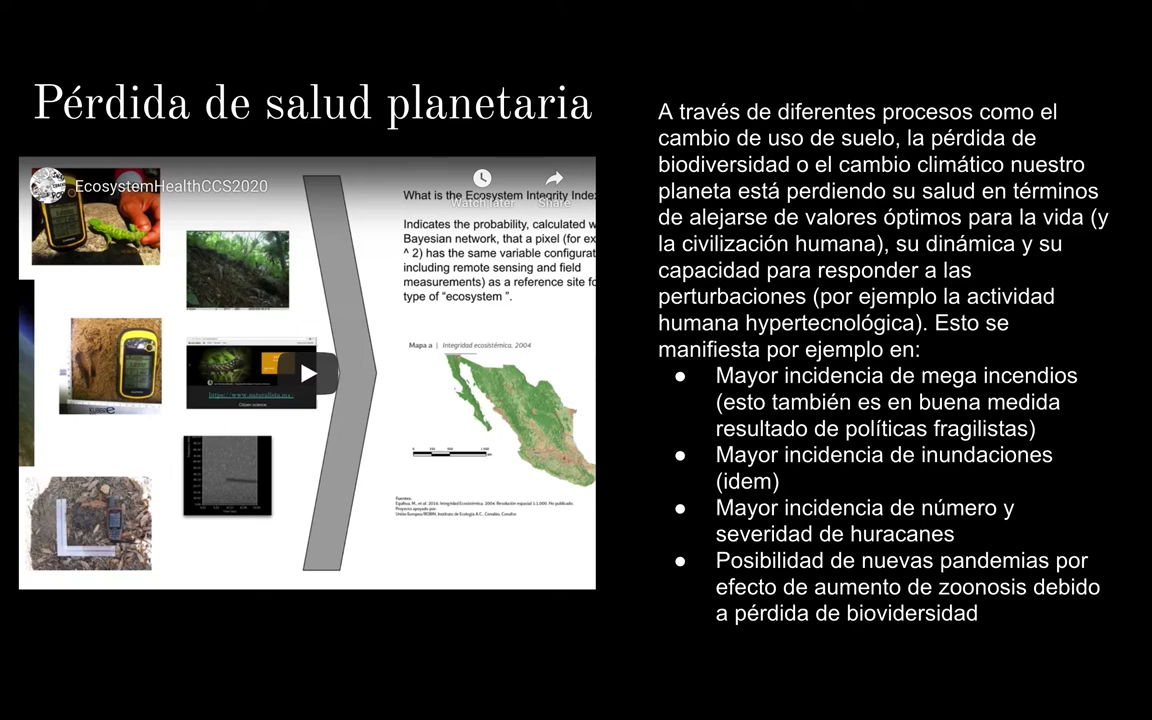 Pérdida de salud planetaria
EcosystemHealthCCS2020
Watch later
Share
What is the Ecosystem Integrity Index
Indicates the probability, calculated w
Bayesian network, that a pixel (for ex
^ 2) has the same variable configurat
including remote sensing and field
measurements) as a reference site fo
type of “ecosystem ”.
https://www.naturalista.mx
Citizen science
Mapa a | Integridad ecosistémica, 2004
Fuentes:
Proyecto apoyado por:
A través de diferentes procesos como el
cambio de uso de suelo, la pérdida de
biodiversidad o el cambio climático nuestro
planeta está perdiendo su salud en términos
de alejarse de valores óptimos para la vida (y
la civilización humana), su dinámica y su
capacidad para responder a las
perturbaciones (por ejemplo la actividad
humana hypertecnológica). Esto se
manifiesta por ejemplo en:
● Mayor incidencia de mega incendios
(esto también es en buena medida
resultado de políticas fragilistas)
● Mayor incidencia de inundaciones
(idem)
● Mayor incidencia de número y
severidad de huracanes
● Posibilidad de nuevas pandemias por
efecto de aumento de zoonosis debido
a pérdida de biovidersidad